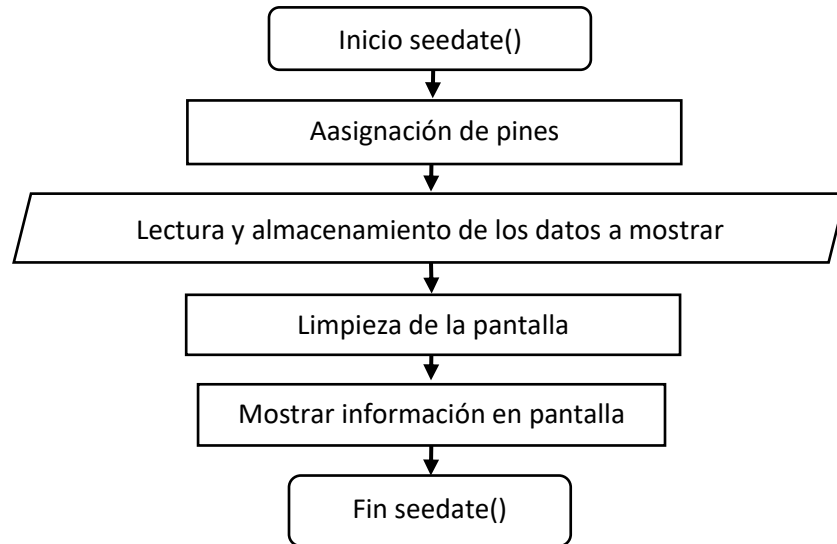 Inicio seedate()
Aasignación de pines
Lectura y almacenamiento de los datos a mostrar
Limpieza de la pantalla
Mostrar información en pantalla
Fin seedate()